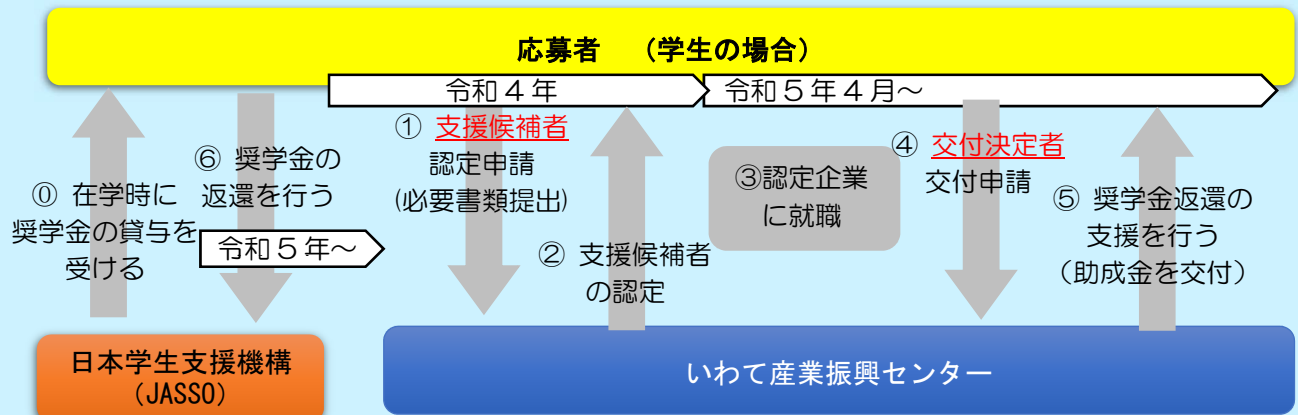 応募者 （学生の場合）
令和４年
令和５年４月～
⓪ 在学時に
奨学金の貸与を
受ける
⑥ 奨学金の
返還を行う
令和５年～
① 支援候補者
認定申請
(必要書類提出)
② 支援候補者
の認定
③認定企業
に就職
④ 交付決定者
交付申請
⑤ 奨学金返還の
支援を行う
（助成金を交付）
日本学生支援機構
（JASSO）
いわて産業振興センター